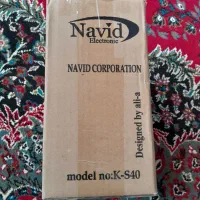 Navid
Electronic
NAVID CORPORATION
Designed by ali-a
model no:K-S40